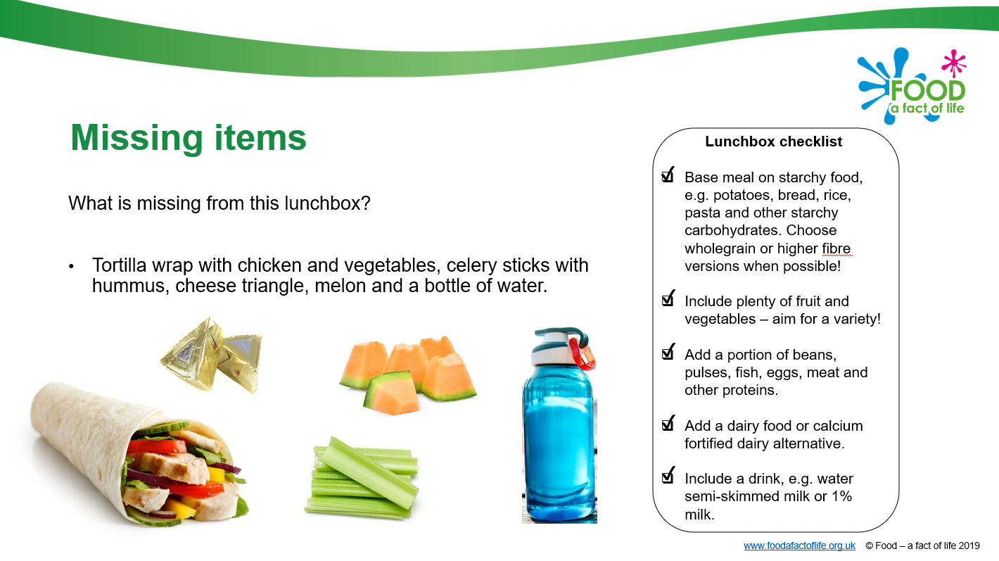 FOOD
a fact of life
Missing items
What is missing from this lunchbox?
• Tortilla wrap with chicken and vegetables, celery sticks with
hummus, cheese triangle, melon and a bottle of water.
Lunchbox checklist
Base meal on starchy food,
e.g. potatoes, bread, rice,
pasta and other starchy
carbohydrates. Choose
wholegrain or higher fibre
versions when possible!
Include plenty of fruit and
vegetables – aim for a variety!
Add a portion of beans,
pulses, fish, eggs, meat and
other proteins.
Add a dairy food or calcium
fortified dairy alternative.
Include a drink, e.g. water
semi-skimmed milk or 1%
milk.
www.foodafactoflife.org.uk © Food – a fact of life 2019